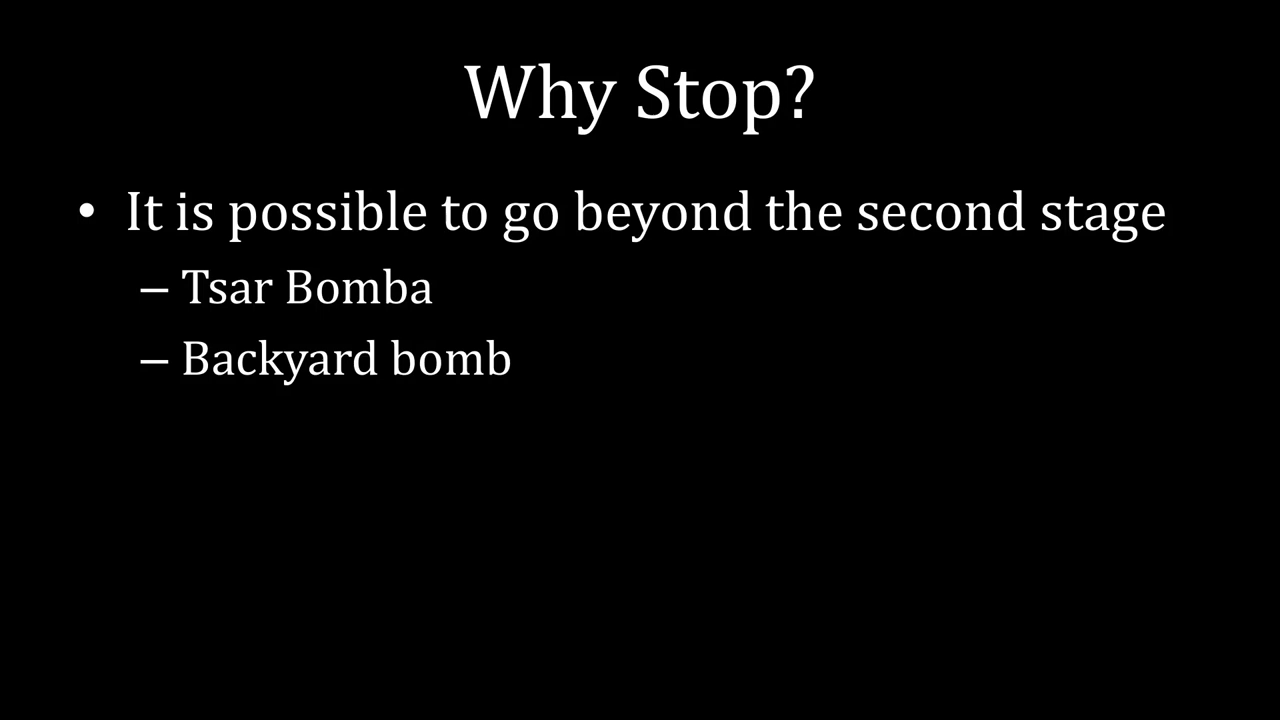 Why Stop?
• It is possible to go beyond the second stage
– Tsar Bomba
– Backyard bomb